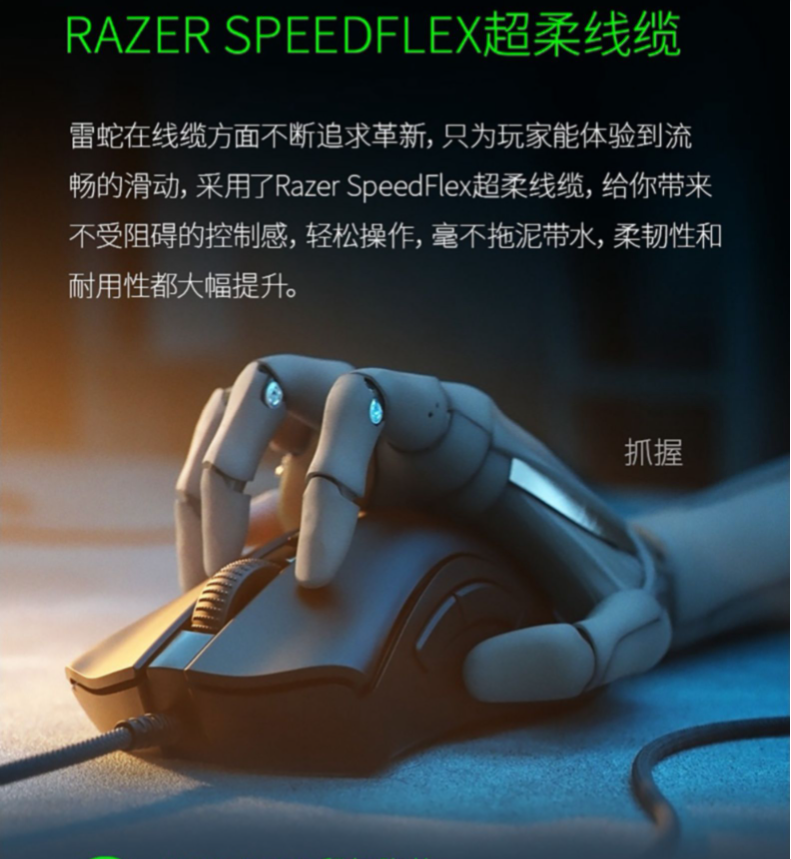 RAZER SPEEDFLEX超柔线缆
雷蛇在线缆方面不断追求革新, 只为玩家能体验到流
畅的滑动, 采用了Razer SpeedFlex超柔线缆, 给你带来
不受阻碍的控制感, 轻松操作, 毫不拖泥带水, 柔韧性和
耐用性都大幅提升。
抓握